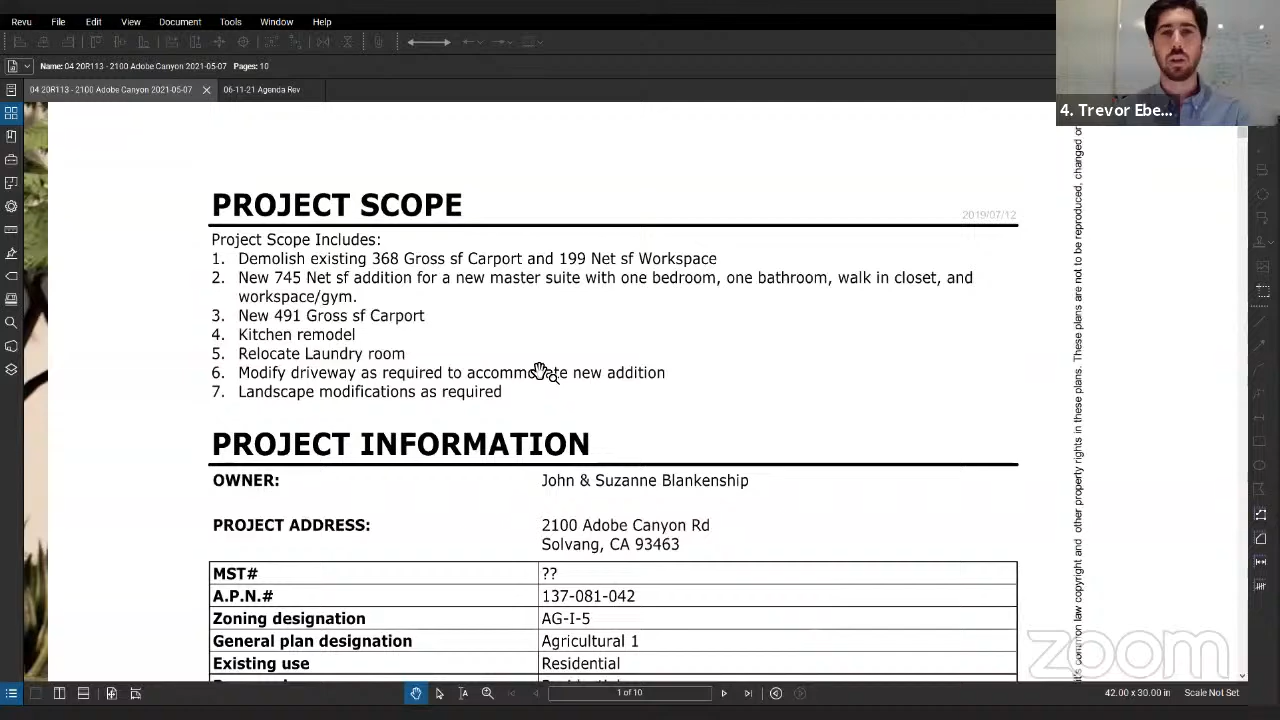 Revu File Edit View Document Tools Window Help
Name: 04 20R113 - 2100 Adobe Canyon 2021-05-07 Pages: 10
04 20R113 - 2100 Adobe Canyon 2021-05-07 06-11-21 Agenda Rev
4. Trevor Ebe...
PROJECT SCOPE
2019/07/12
Project Scope Includes:
1. Demolish existing 368 Gross sf Carport and 199 Net sf Workspace
2. New 745 Net sf addition for a new master suite with one bedroom, one bathroom, walk in closet, and
workspace/gym.
3. New 491 Gross sf Carport
4. Kitchen remodel
5. Relocate Laundry room
6. Modify driveway as required to accommodate new addition
7. Landscape modifications as required
PROJECT INFORMATION
OWNER: John & Suzanne Blankenship
PROJECT ADDRESS: 2100 Adobe Canyon Rd
Solvang, CA 93463
MST# ??
A.P.N.# 137-081-042
Zoning designation AG-I-5
General plan designation Agricultural 1
Existing use Residential
common law copyright and other property rights in these plans. These plans are not to be reproduced, changed or
zoom
1 of 10
42.00 x 30.00 in Scale Not Set